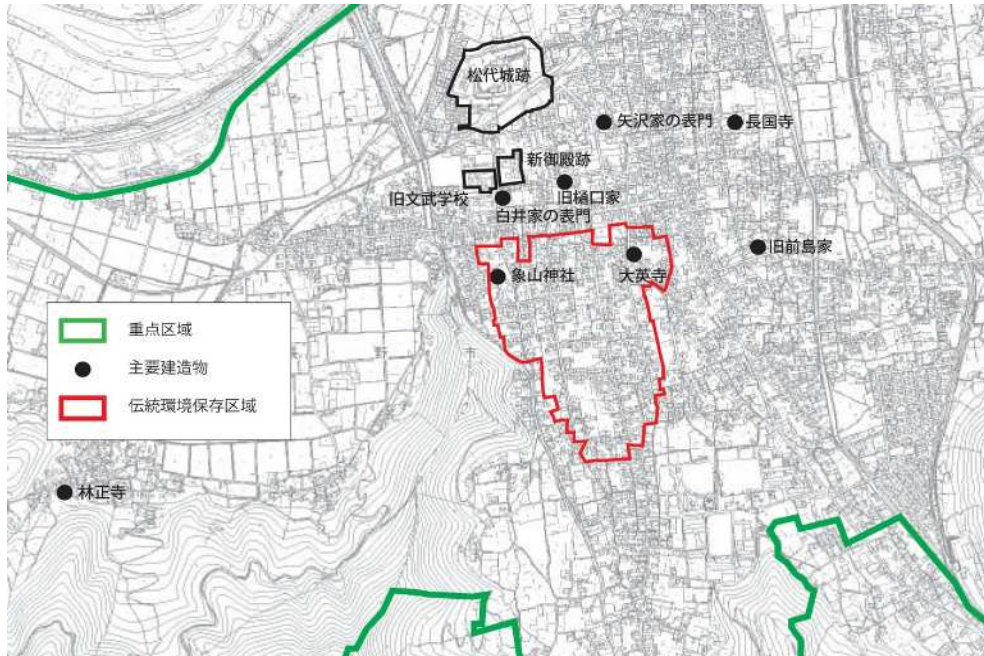 松代城跡
矢沢家の表門
長国寺
新御殿跡
旧文武学校
旧樋口家
白井家の表門
旧前島家
象山神社
大英寺
重点区域
主要建造物
伝統環境保存区域
野
市
林正寺